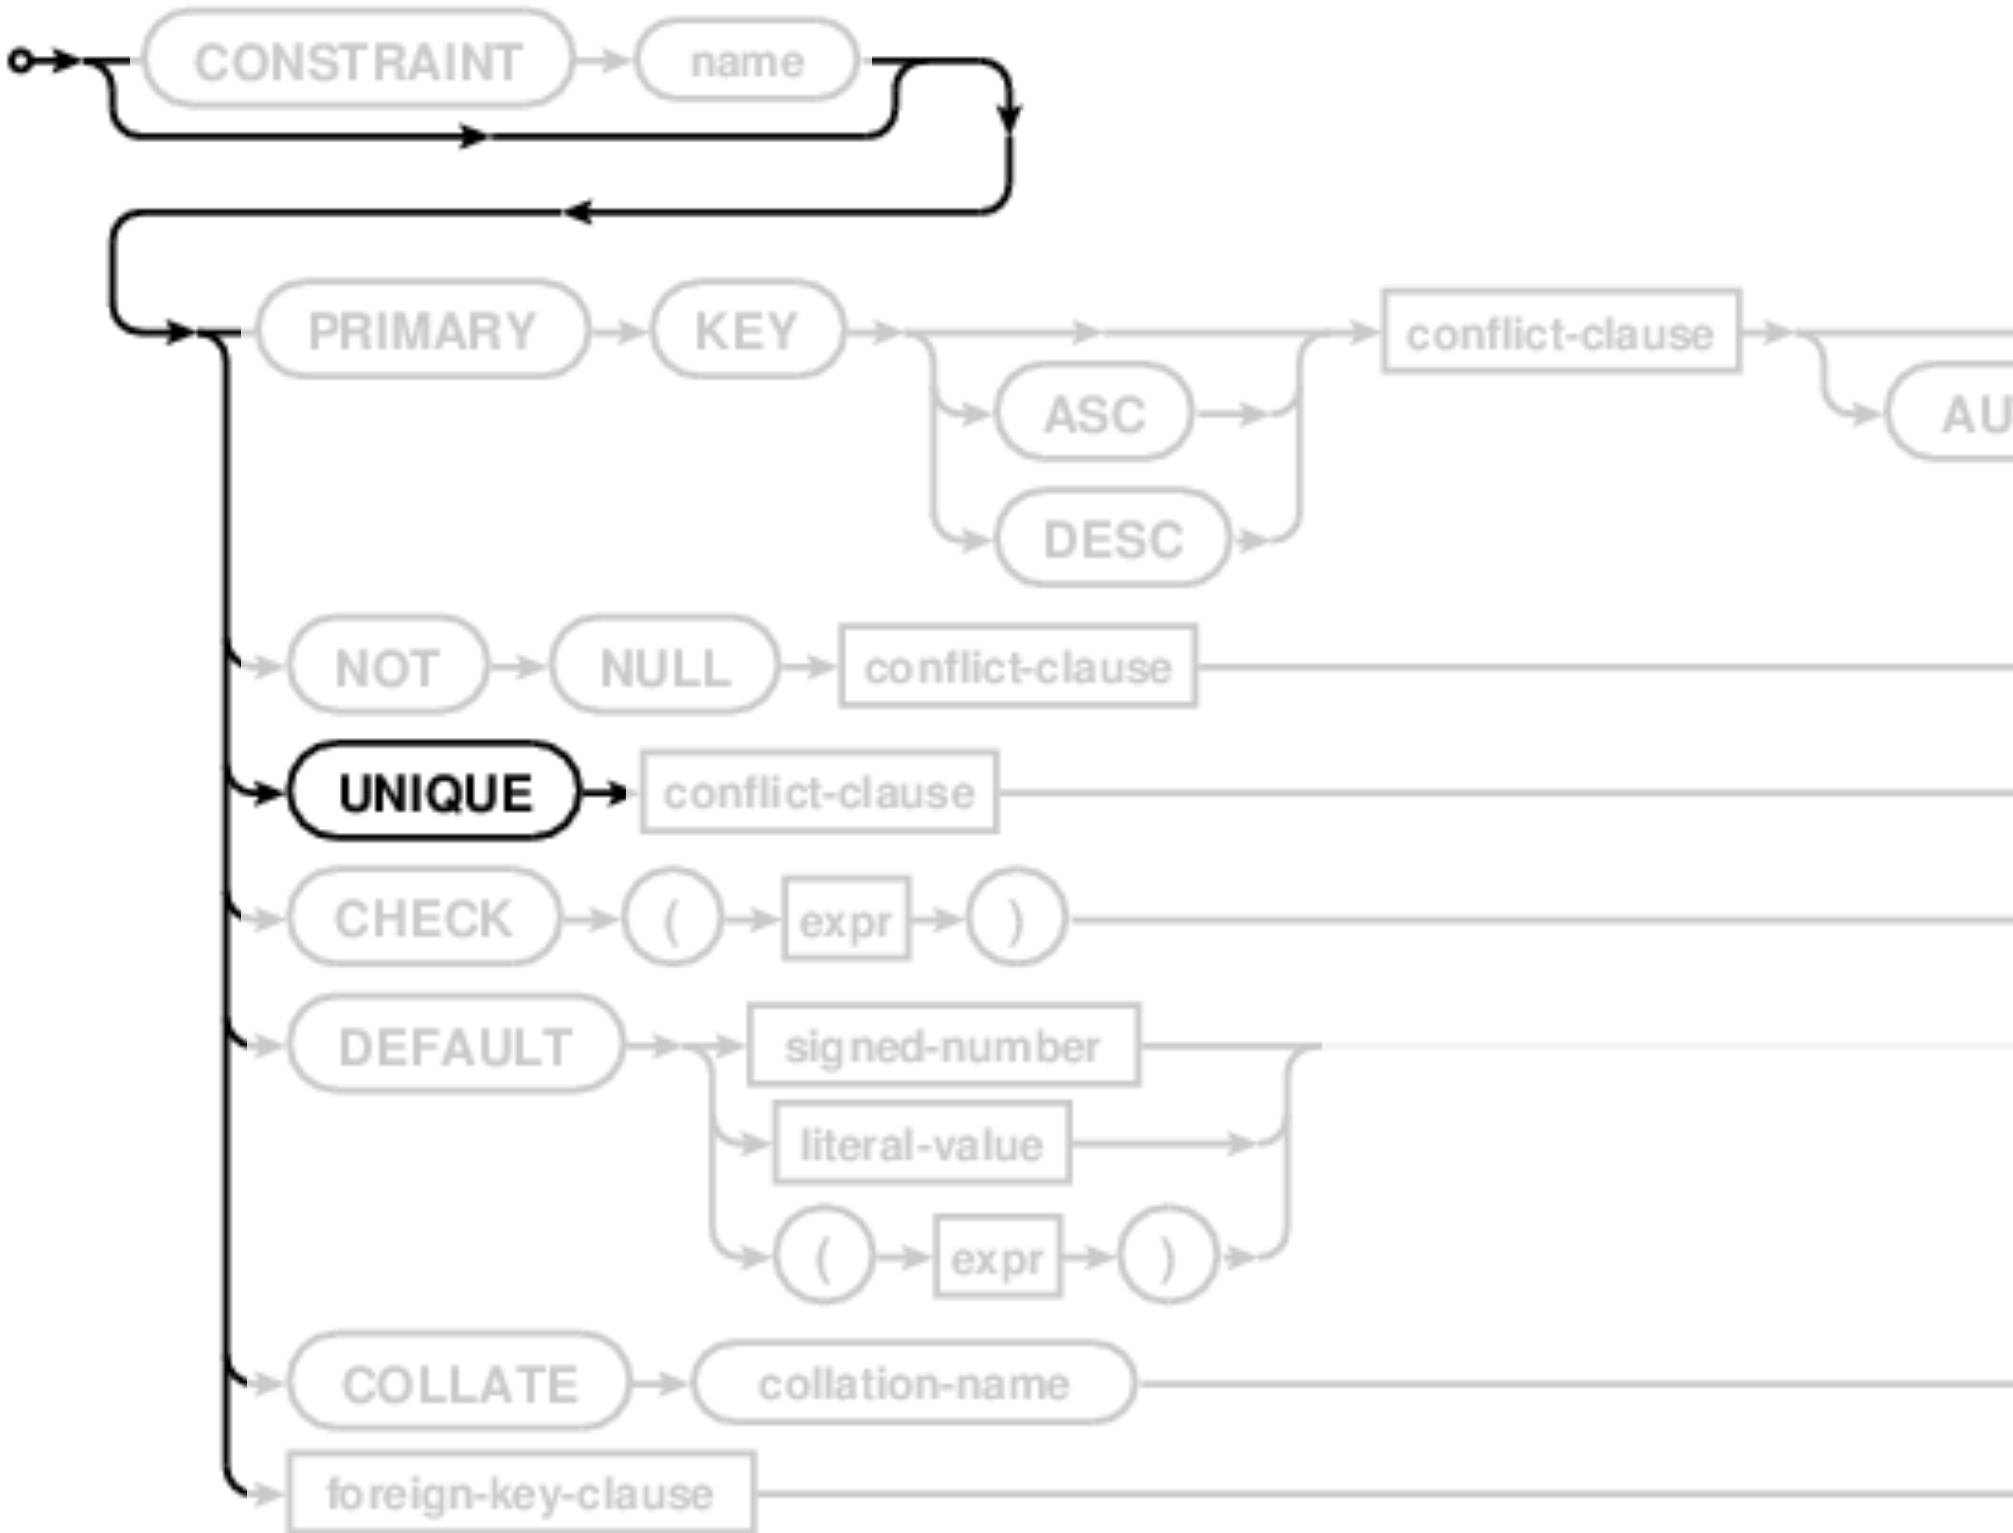 CONSTRAINT name
PRIMARY KEY conflict-clause
ASC AU
DESC
NOT NULL conflict-clause
UNIQUE conflict-clause
CHECK ( expr )
DEFAULT signed-number
literal-value
( expr )
COLLATE collation-name
foreign-key-clause